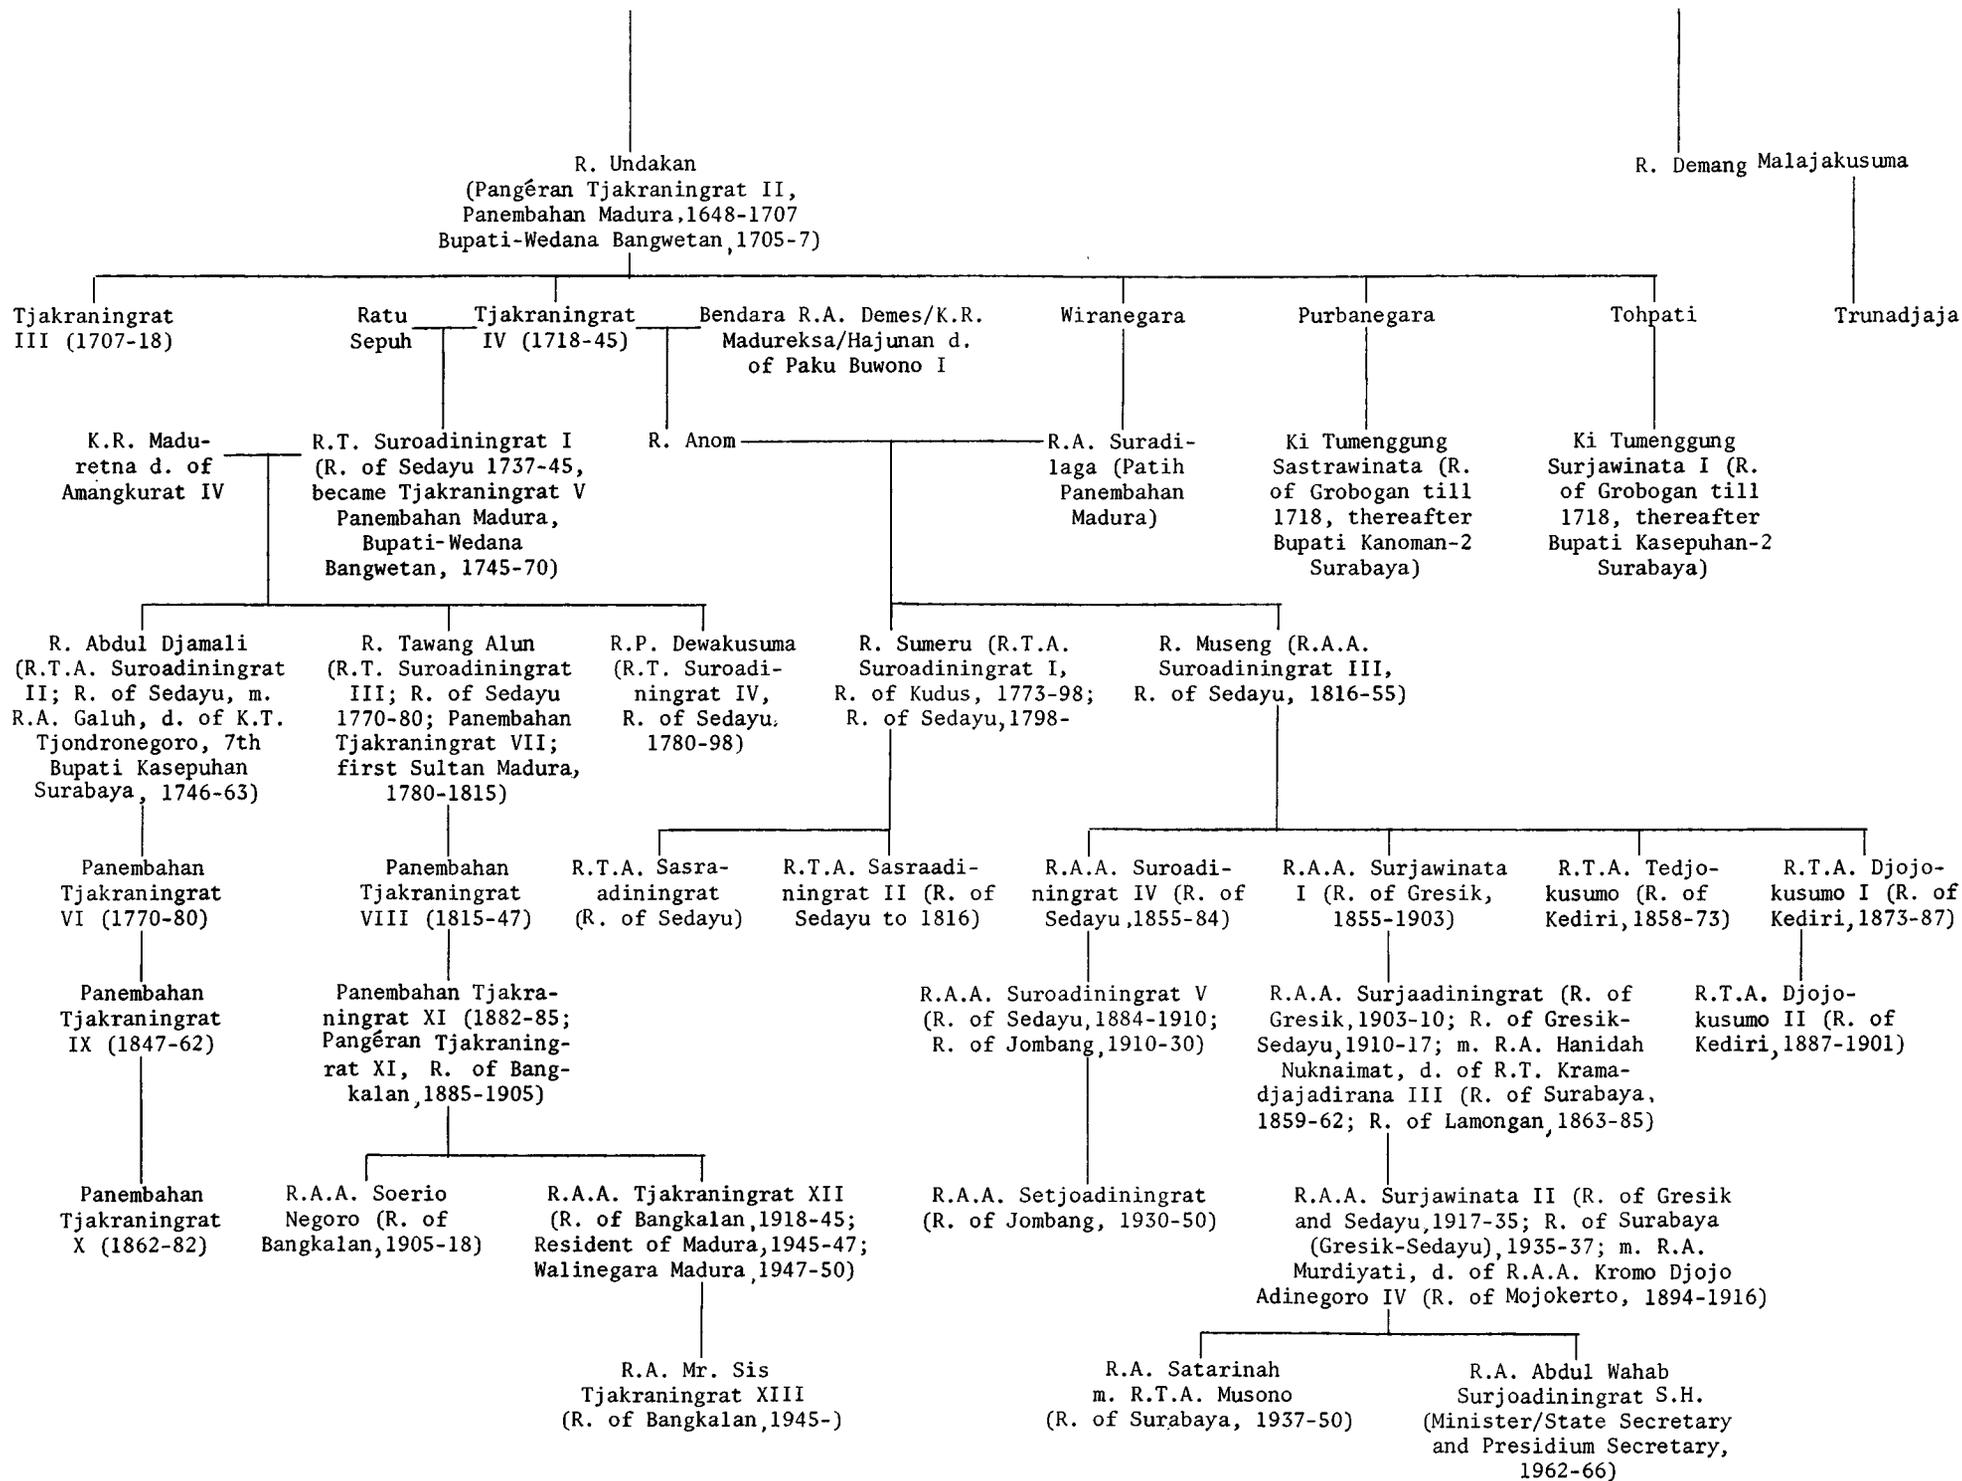 R. Undakan
(Pangéran Tjakraningrat II,
Panembahan Madura,1648-1707
Bupati-Wedana Bangwetan,1705-7)
R. Demang Malajakusuma
Tjakraningrat
III (1707-18)
Ratu
Sepuh
Tjakraningrat
IV (1718-45)
Bendara R.A. Demes/K.R.
Madureksa/Hajunan d.
of Paku Buwono I
Wiranegara
Purbanegara
Tohpati
Trunadjaja
K.R. Madu-
retna d. of
Amangkurat IV
R.T. Suroadiningrat I
(R. of Sedayu 1737-45,
became Tjakraningrat V
Panembahan Madura,
Bupati-Wedana
Bangwetan, 1745-70)
R. Anom
R.A. Suradi-
laga (Patih
Panembahan
Madura)
Ki Tumenggung
Sastrawinata (R.
of Grobogan till
1718, thereafter
Bupati Kanoman-2
Surabaya)
Ki Tumenggung
Surjawinata I (R.
of Grobogan till
1718, thereafter
Bupati Kasepuhan-2
Surabaya)
R. Abdul Djamali
(R.T.A. Suroadiningrat
II; R. of Sedayu, m.
R.A. Galuh, d. of K.T.
Tjondronegoro, 7th
Bupati Kasepuhan
Surabaya, 1746-63)
R. Tawang Alun
(R.T. Suroadiningrat
III; R. of Sedayu
1770-80; Panembahan
Tjakraningrat VII;
first Sultan Madura,
1780-1815)
R.P. Dewakusuma
(R.T. Suroadi-
ningrat IV,
R. of Sedayu,
1780-98)
R. Sumeru (R.T.A.
Suroadiningrat I,
R. of Kudus, 1773-98;
R. of Sedayu,1798-
R. Museng (R.A.A.
Suroadiningrat III,
R. of Sedayu, 1816-55)
Panembahan
Tjakraningrat
VI (1770-80)
Panembahan
Tjakraningrat
VIII (1815-47)
R.T.A. Sasra-
adiningrat
(R. of Sedayu)
R.T.A. Sasraadi-
ningrat II (R. of
Sedayu to 1816)
R.A.A. Suroadi-
ningrat IV (R. of
Sedayu,1855-84)
R.A.A. Surjawinata
I (R. of Gresik,
1855-1903)
R.T.A. Tedjo-
kusumo (R. of
Kediri,1858-73)
R.T.A. Djojo-
kusumo I (R. of
Kediri,1873-87)
Panembahan
Tjakraningrat
IX (1847-62)
Panembahan Tjakra-
ningrat XI (1882-85;
Pangéran Tjakraning-
rat XI, R. of Bang-
kalan,1885-1905)
R.A.A. Suroadiningrat V
(R. of Sedayu,1884-1910;
R. of Jombang,1910-30)
R.A.A. Surjaadiningrat (R. of
Gresik,1903-10; R. of Gresik-
Sedayu,1910-17; m. R.A. Hanidah
Nuknaimat, d. of R.T. Krama-
djajadirana III (R. of Surabaya,
1859-62; R. of Lamongan,1863-85)
R.T.A. Djojo-
kusumo II (R. of
Kediri,1887-1901)
Panembahan
Tjakraningrat
X (1862-82)
R.A.A. Soerio
Negoro (R. of
Bangkalan,1905-18)
R.A.A. Tjakraningrat XII
(R. of Bangkalan,1918-45;
Resident of Madura,1945-47;
Walinegara Madura,1947-50)
R.A.A. Setjoadiningrat
(R. of Jombang, 1930-50)
R.A.A. Surjawinata II (R. of Gresik
and Sedayu,1917-35; R. of Surabaya
(Gresik-Sedayu),1935-37; m. R.A.
Murdiyati, d. of R.A.A. Kromo Djojo
Adinegoro IV (R. of Mojokerto, 1894-1916)
R.A. Mr. Sis
Tjakraningrat XIII
(R. of Bangkalan,1945-)
R.A. Satarinah
m. R.T.A. Musono
(R. of Surabaya, 1937-50)
R.A. Abdul Wahab
Surjoadiningrat S.H.
(Minister/State Secretary
and Presidium Secretary,
1962-66)